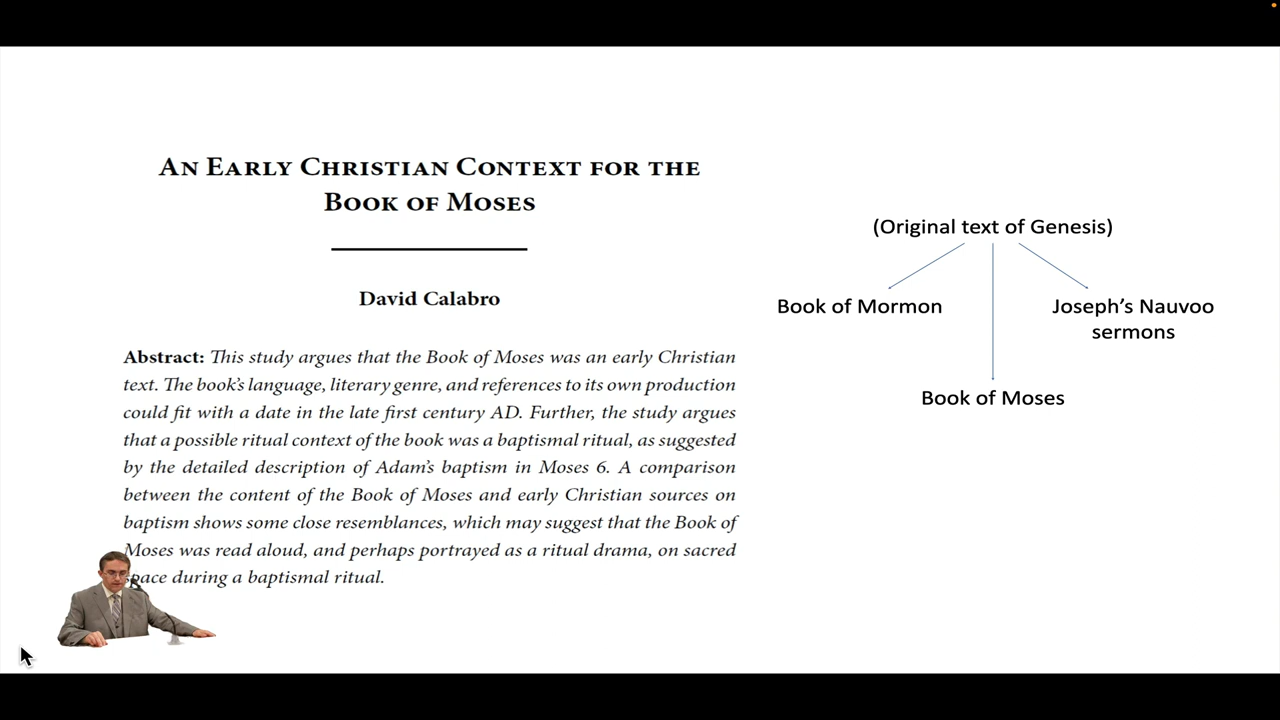 AN EARLY CHRISTIAN CONTEXT FOR THE
BOOK OF MOSES
David Calabro
Abstract: This study argues that the Book of Moses was an early Christian
text. The book's language, literary genre, and references to its own production
could fit with a date in the late first century AD. Further, the study argues
that a possible ritual context of the book was a baptismal ritual, as suggested
by the detailed description of Adam's baptism in Moses 6. A comparison
between the content of the Book of Moses and early Christian sources on
baptism shows some close resemblances, which may suggest that the Book of
Moses was read aloud, and perhaps portrayed as a ritual drama, on sacred
space during a baptismal ritual.
(Original text of Genesis)
Book of Mormon
Joseph's Nauvoo
sermons
Book of Moses